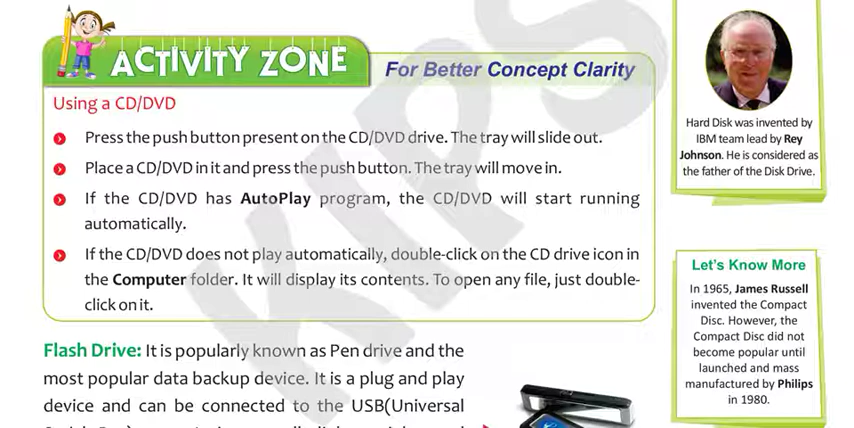 ACTIVITY ZONE
For Better Concept Clarity
Using a CD/DVD
Press the push button present on the CD/DVD drive. The tray will slide out.
Place a CD/DVD in it and press the push button. The tray will move in.
If the CD/DVD has AutoPlay program, the CD/DVD will start running
automatically.
If the CD/DVD does not play automatically, double-click on the CD drive icon in
the Computer folder. It will display its contents. To open any file, just double-
click on it.
Flash Drive: It is popularly known as Pen drive and the
most popular data backup device. It is a plug and play
device and can be connected to the USB(Universal
Hard Disk was invented by
IBM team lead by Rey
Johnson. He is considered as
the father of the Disk Drive.
Let's Know More
In 1965, James Russell
invented the Compact
Disc. However, the
Compact Disc did not
become popular until
launched and mass
manufactured by Philips
in 1980.
KIPS